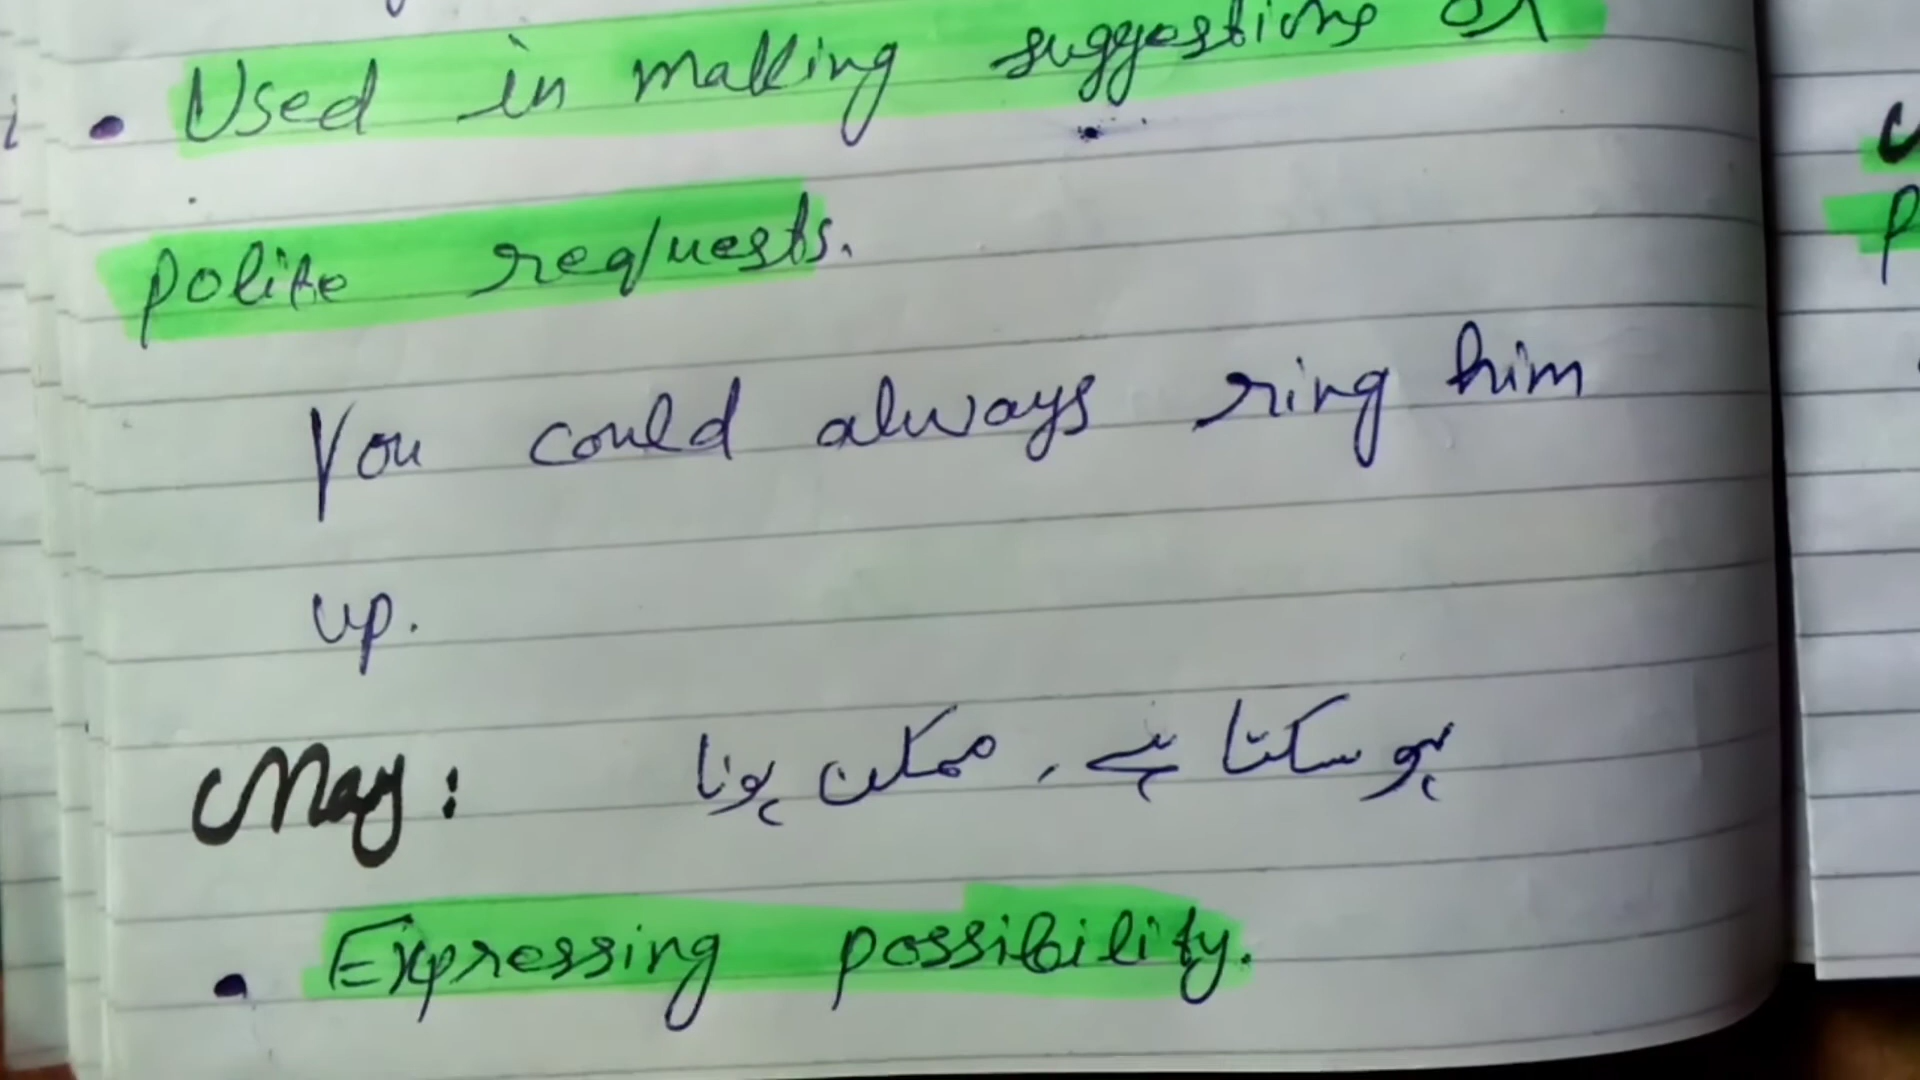 • Used in making suggestions or
polite requests.
You could always ring him
up.
May: ہو سکتا ہے، ممکن ہونا
• Expressing possibility.